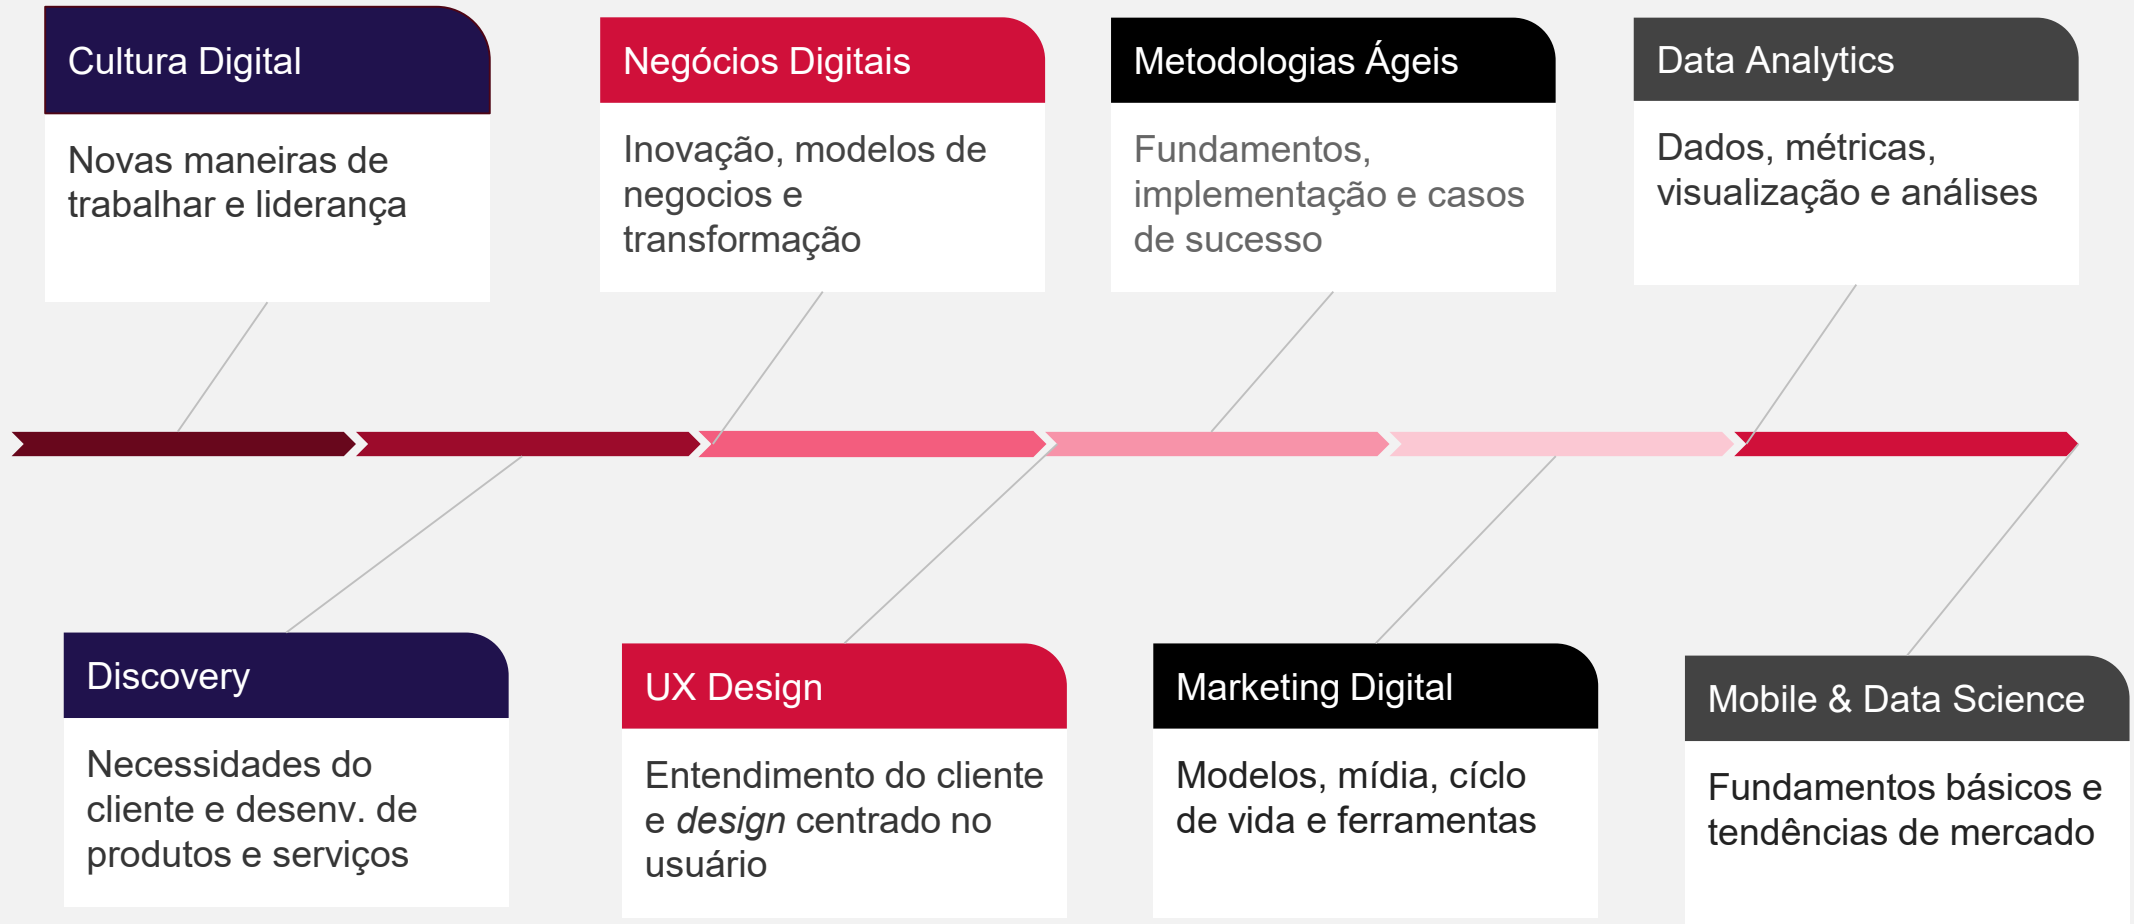 Cultura Digital
Novas maneiras de
trabalhar e liderança
Negócios Digitais
Inovação, modelos de
negocios e
transformação
Metodologias Ágeis
Fundamentos,
implementação e casos
de sucesso
Data Analytics
Dados, métricas,
visualização e análises
Discovery
Necessidades do
cliente e desenv. de
produtos e serviços
UX Design
Entendimento do cliente
e design centrado no
usuário
Marketing Digital
Modelos, mídia, cíclo
de vida e ferramentas
Mobile & Data Science
Fundamentos básicos e
tendências de mercado